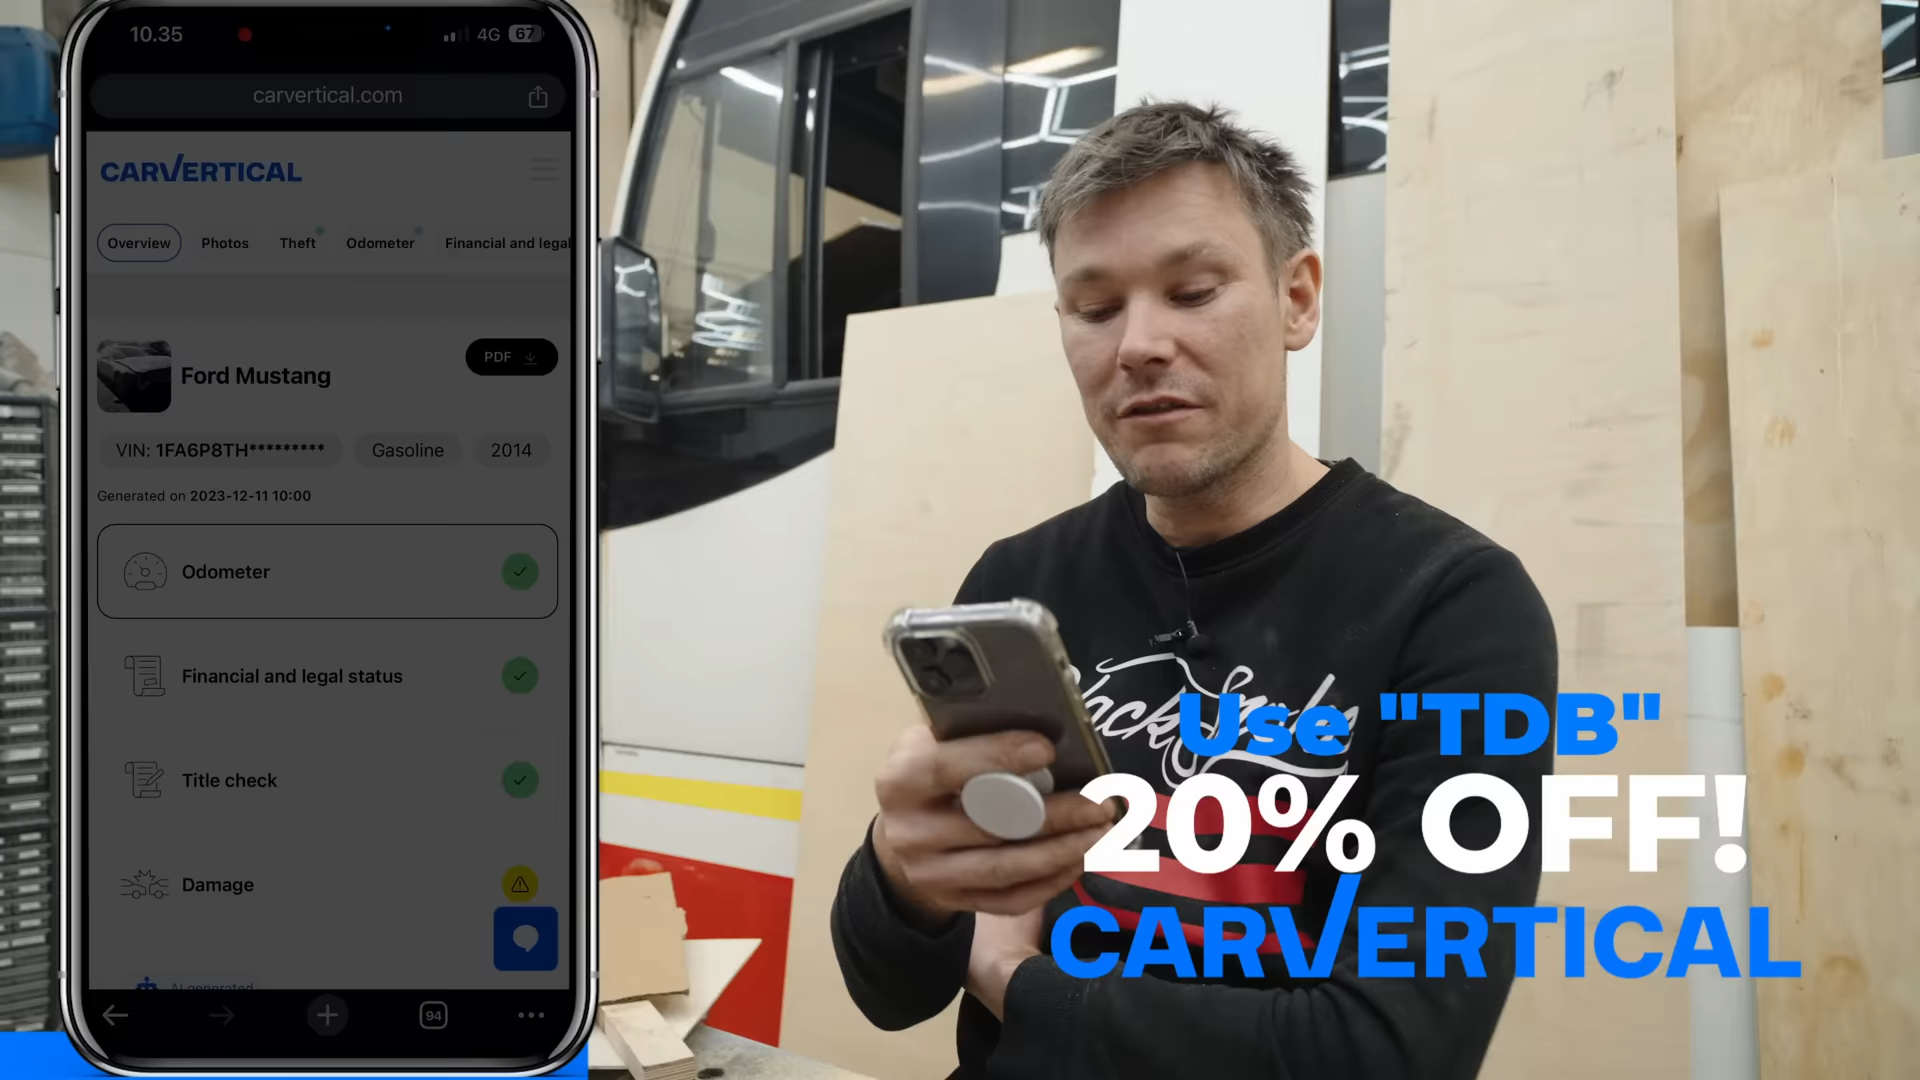 10.35
4G 67
carvertical.com
CARVERTICAL
Overview Photos Theft Odometer Financial and legal
Ford Mustang
PDF
VIN: 1FA6P8TH********* Gasoline 2014
Generated on 2023-12-11 10:00
Odometer
Financial and legal status
Title check
Damage
AI generated
94
Use "TDB"
20% OFF!
CARVERTICAL